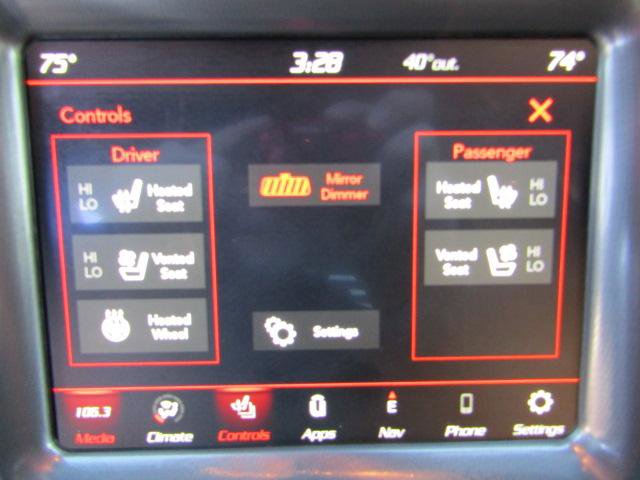 75° 3:28 40°out. 74°
Controls X
Driver
HI
LO
Heated
Seat
HI
LO
Vented
Seat
Heated
Wheel
Mirror
Dimmer
Settings
Passenger
Heated
Seat
HI
LO
Vented
Seat
HI
LO
106.3 E
Media Climate Controls Apps Nav Phone Settings